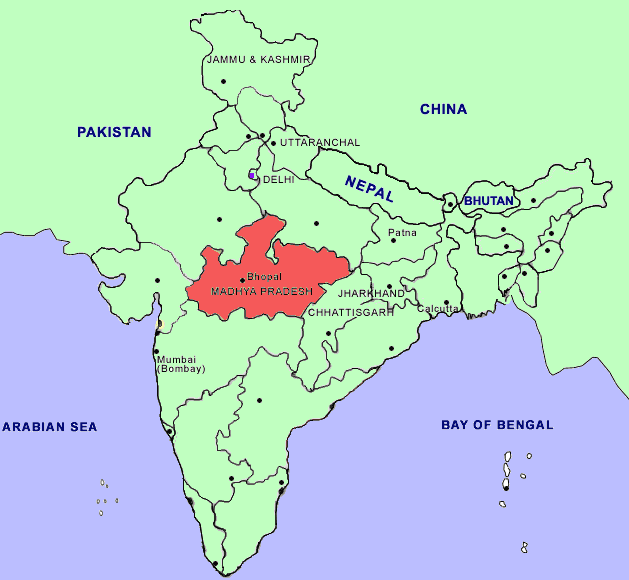 JAMMU & KASHMIR
CHINA
PAKISTAN
UTTARANCHAL
DELHI
NEPAL
BHUTAN
Patna
Bhopal
MADHYA PRADESH
JHARKHAND
CHHATTISGARH
Calcutta
Mumbai
(Bombay)
ARABIAN SEA
BAY OF BENGAL